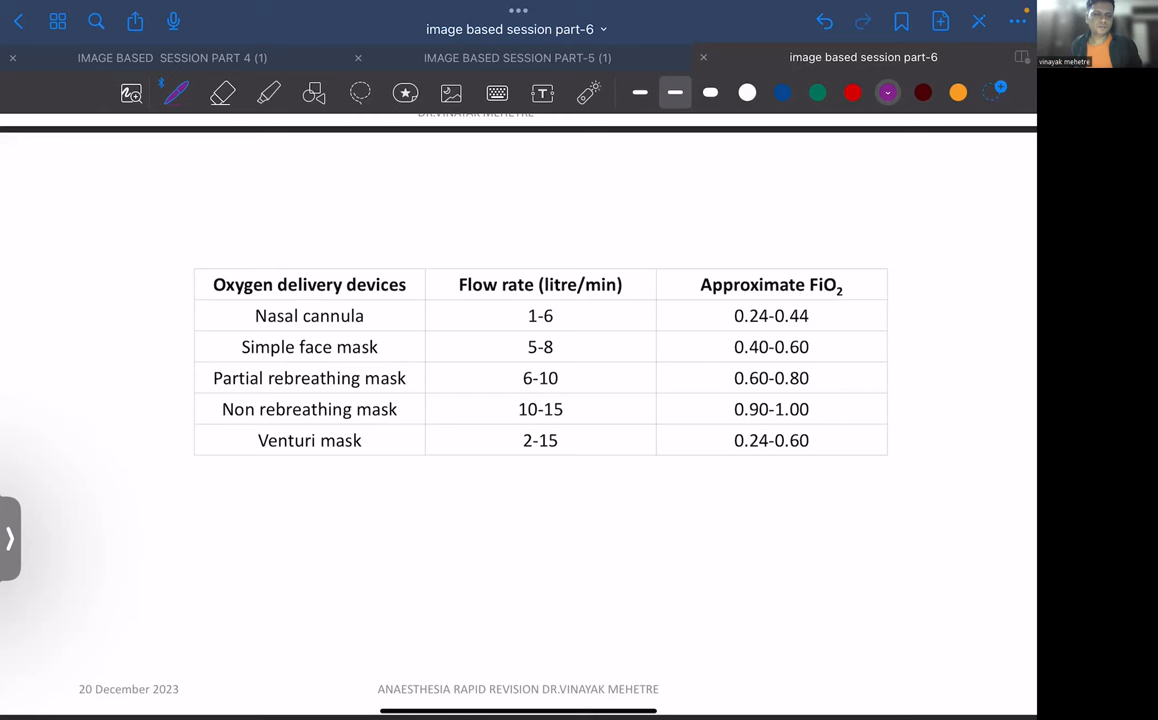 image based session part-6
IMAGE BASED SESSION PART 4 (1)
IMAGE BASED SESSION PART-5 (1)
image based session part-6
vinayak mehetre
DR.VINAYAK MEHETRE
Oxygen delivery devices Flow rate (litre/min) Approximate FiO₂
Nasal cannula 1-6 0.24-0.44
Simple face mask 5-8 0.40-0.60
Partial rebreathing mask 6-10 0.60-0.80
Non rebreathing mask 10-15 0.90-1.00
Venturi mask 2-15 0.24-0.60
20 December 2023 ANAESTHESIA RAPID REVISION DR.VINAYAK MEHETRE